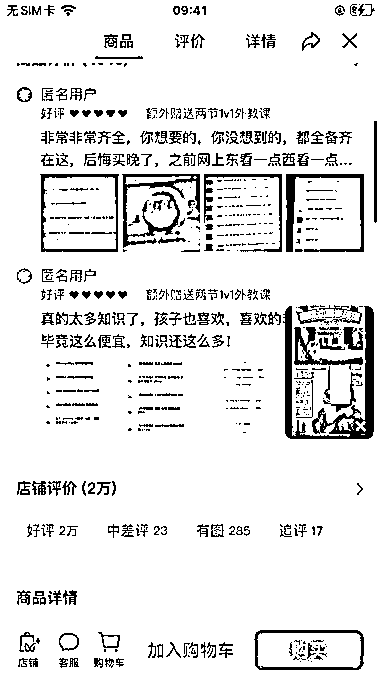 无SIM卡 09:41
商品 评价 详情
匿名用户
好评 ♥♥♥♥♥ 额外赠送两节1v1外教课
非常非常齐全，你想要的，你没想到的，都全备齐
在这，后悔买晚了，之前网上东看一点西看一点...
匿名用户
好评 ♥♥♥♥♥ 额外赠送两节1v1外教课
真的太多知识了，孩子也喜欢，喜欢的
毕竟这么便宜，知识还这么多！
店铺评价 (2万)
好评 2万 中差评 23 有图 285 追评 17
商品详情
店铺 客服 购物车 加入购物车 购买